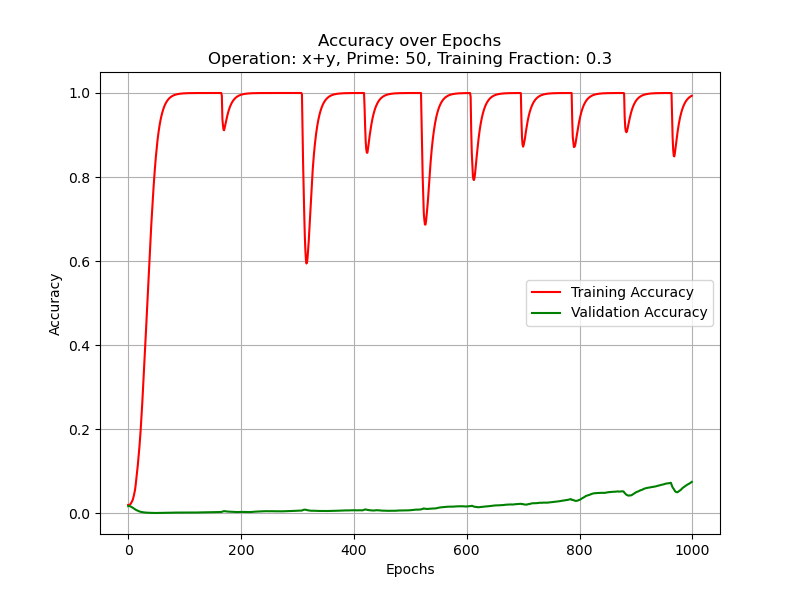 Accuracy over Epochs
Operation: x+y, Prime: 50, Training Fraction: 0.3
Accuracy
1.0
0.8
0.6
0.4
0.2
0.0
Training Accuracy
Validation Accuracy
0
200
400
600
800
1000
Epochs